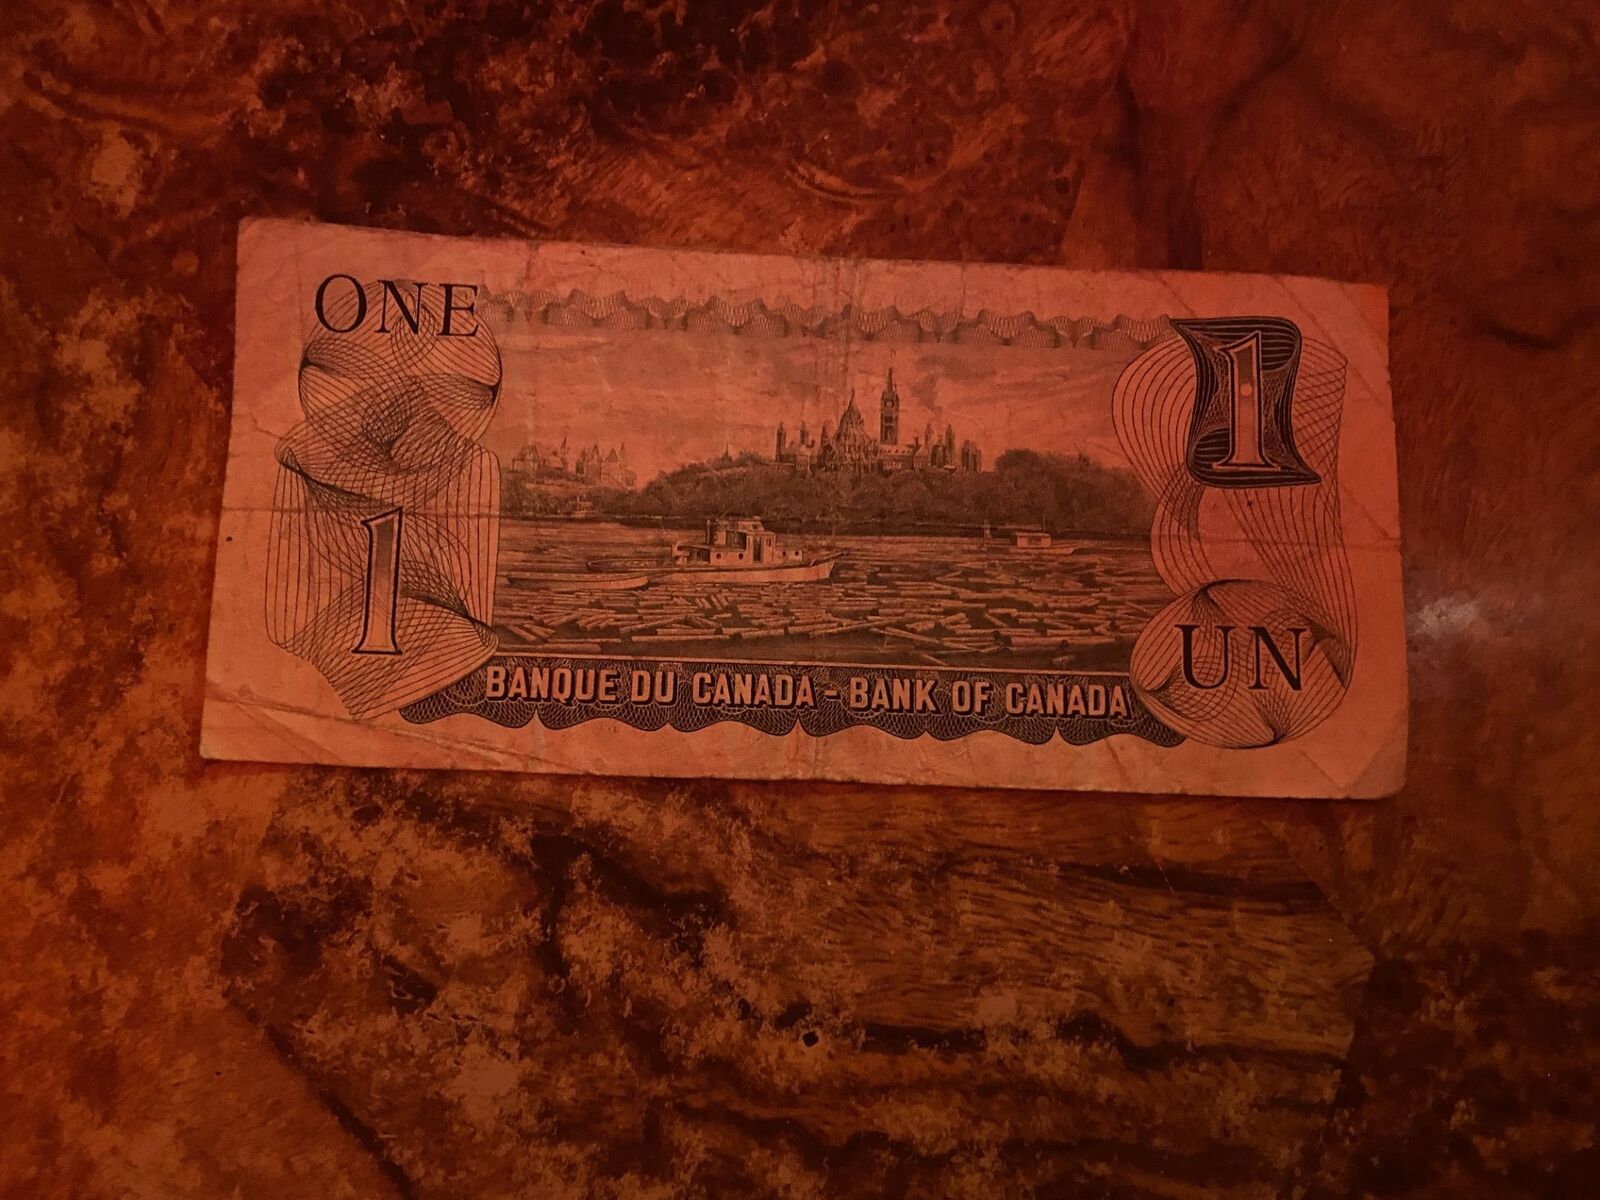 ONE
1
1
BANQUE DU CANADA - BANK OF CANADA
UN